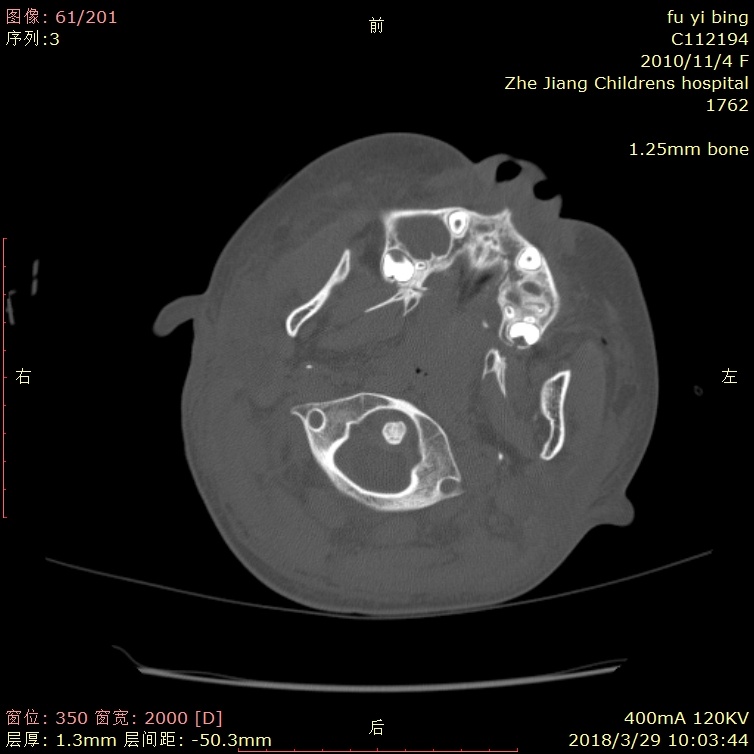 图像: 61/201
序列:3
前
fu yi bing
C112194
2010/11/4 F
Zhe Jiang Childrens hospital
1762
1.25mm bone
右
左
窗位: 350 窗宽: 2000 [D]
层厚: 1.3mm 层间距: -50.3mm
后
400mA 120KV
2018/3/29 10:03:44